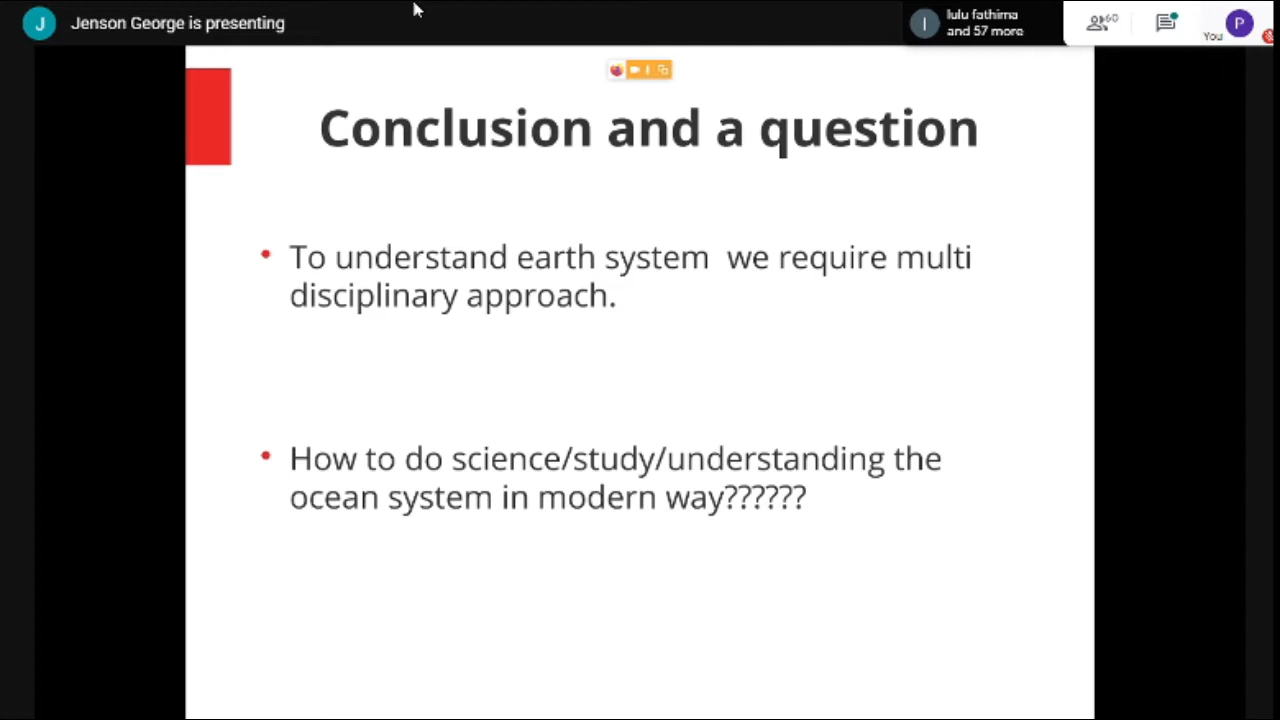 J Jenson George is presenting
I lulu fathima
and 57 more
60
You P
Conclusion and a question
• To understand earth system we require multi
disciplinary approach.
• How to do science/study/understanding the
ocean system in modern way??????